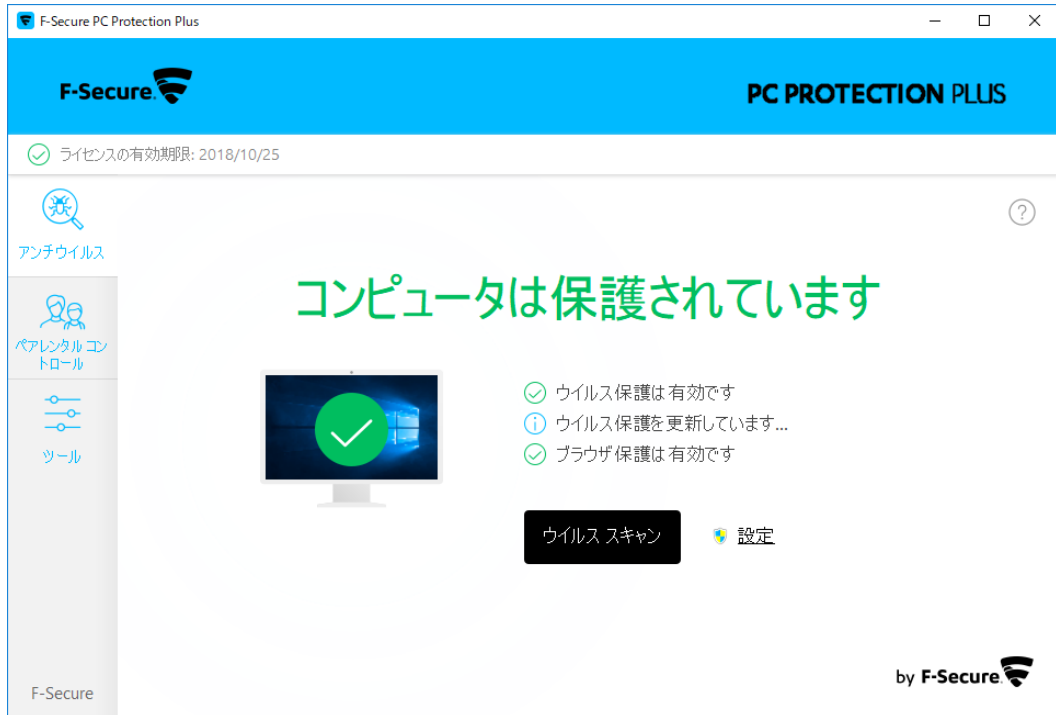 F-Secure PC Protection Plus
F-Secure.
PC PROTECTION PLUS
ライセンスの有効期限: 2018/10/25
アンチウイルス
ペアレンタル コン
トロール
ツール
F-Secure
コンピュータは保護されています
ウイルス保護は有効です
ウイルス保護を更新しています...
ブラウザ保護は有効です
ウイルス スキャン
設定
by F-Secure.